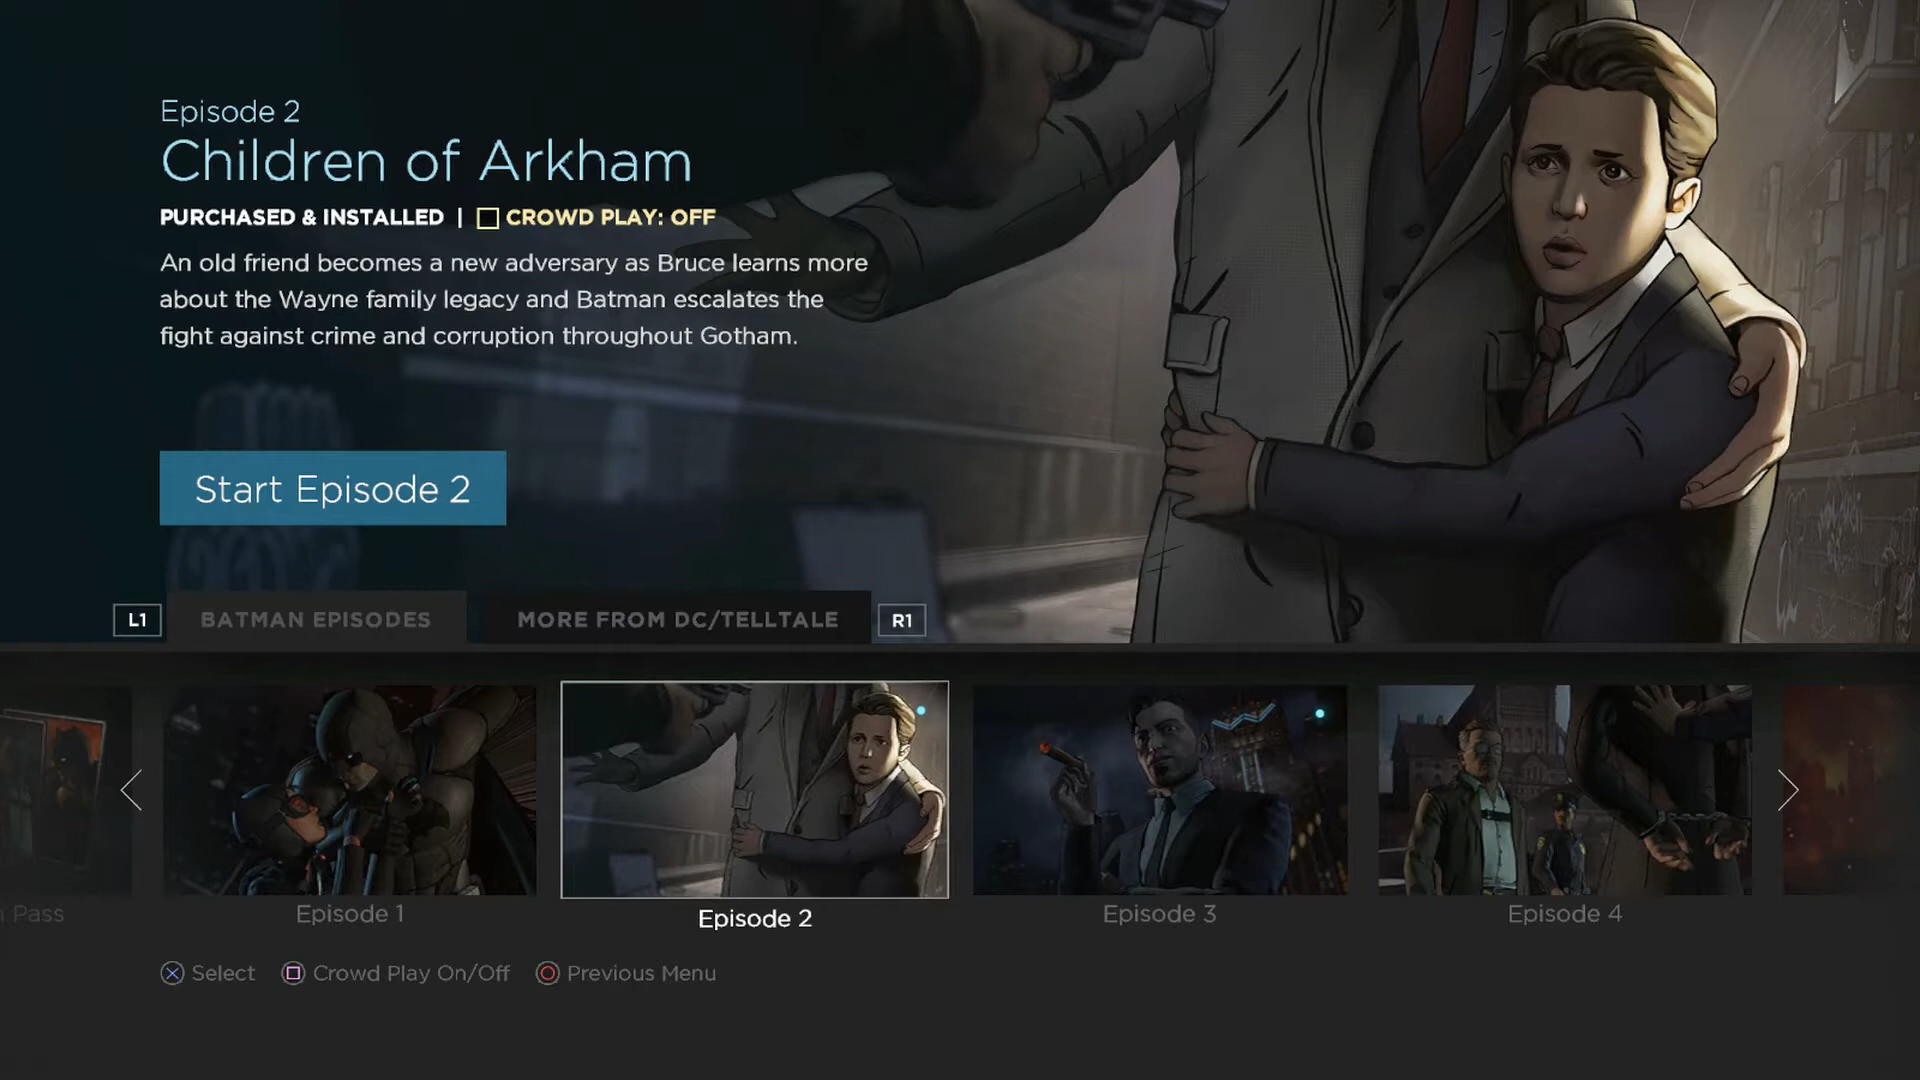 Episode 2
Children of Arkham
PURCHASED & INSTALLED | CROWD PLAY: OFF
An old friend becomes a new adversary as Bruce learns more
about the Wayne family legacy and Batman escalates the
fight against crime and corruption throughout Gotham.
Start Episode 2
L1 BATMAN EPISODES MORE FROM DC/TELLTALE R1
Pass Episode 1 Episode 2 Episode 3 Episode 4
Select Crowd Play On/Off Previous Menu